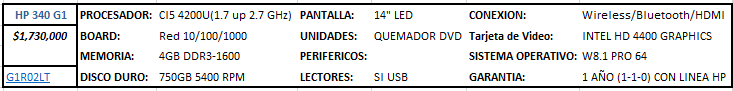 HP 340 G1 PROCESADOR: CI5 4200U(1.7 up 2.7 GHz) PANTALLA: 14" LED CONEXION: Wireless/Bluetooth/HDMI
$1,730,000 BOARD: Red 10/100/1000 UNIDADES: QUEMADOR DVD Tarjeta de Video: INTEL HD 4400 GRAPHICS
MEMORIA: 4GB DDR3-1600 PERIFERICOS: SISTEMA OPERATIVO: W8.1 PRO 64
G1R02LT DISCO DURO: 750GB 5400 RPM LECTORES: SI USB GARANTIA: 1 AÑO (1-1-0) CON LINEA HP